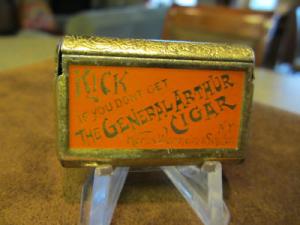 KICK
IF YOU DON'T GET
THE GENERAL ARTHUR
CIGAR
N.Y.